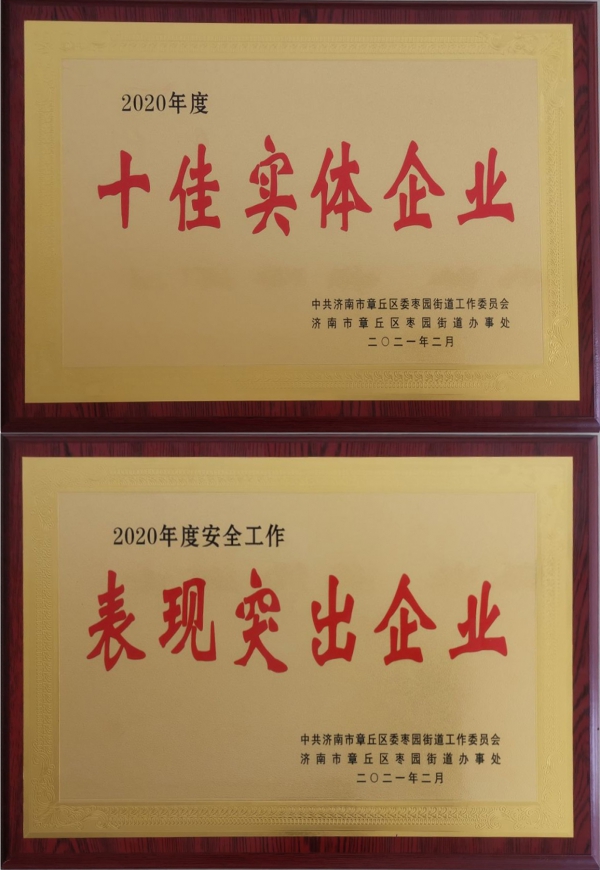 2020年度
十佳实体企业
中共济南市章丘区委枣园街道工作委员会
济南市章丘区枣园街道办事处
二〇二一年二月
2020年度安全工作
表现突出企业
中共济南市章丘区委枣园街道工作委员会
济南市章丘区枣园街道办事处
二〇二一年二月